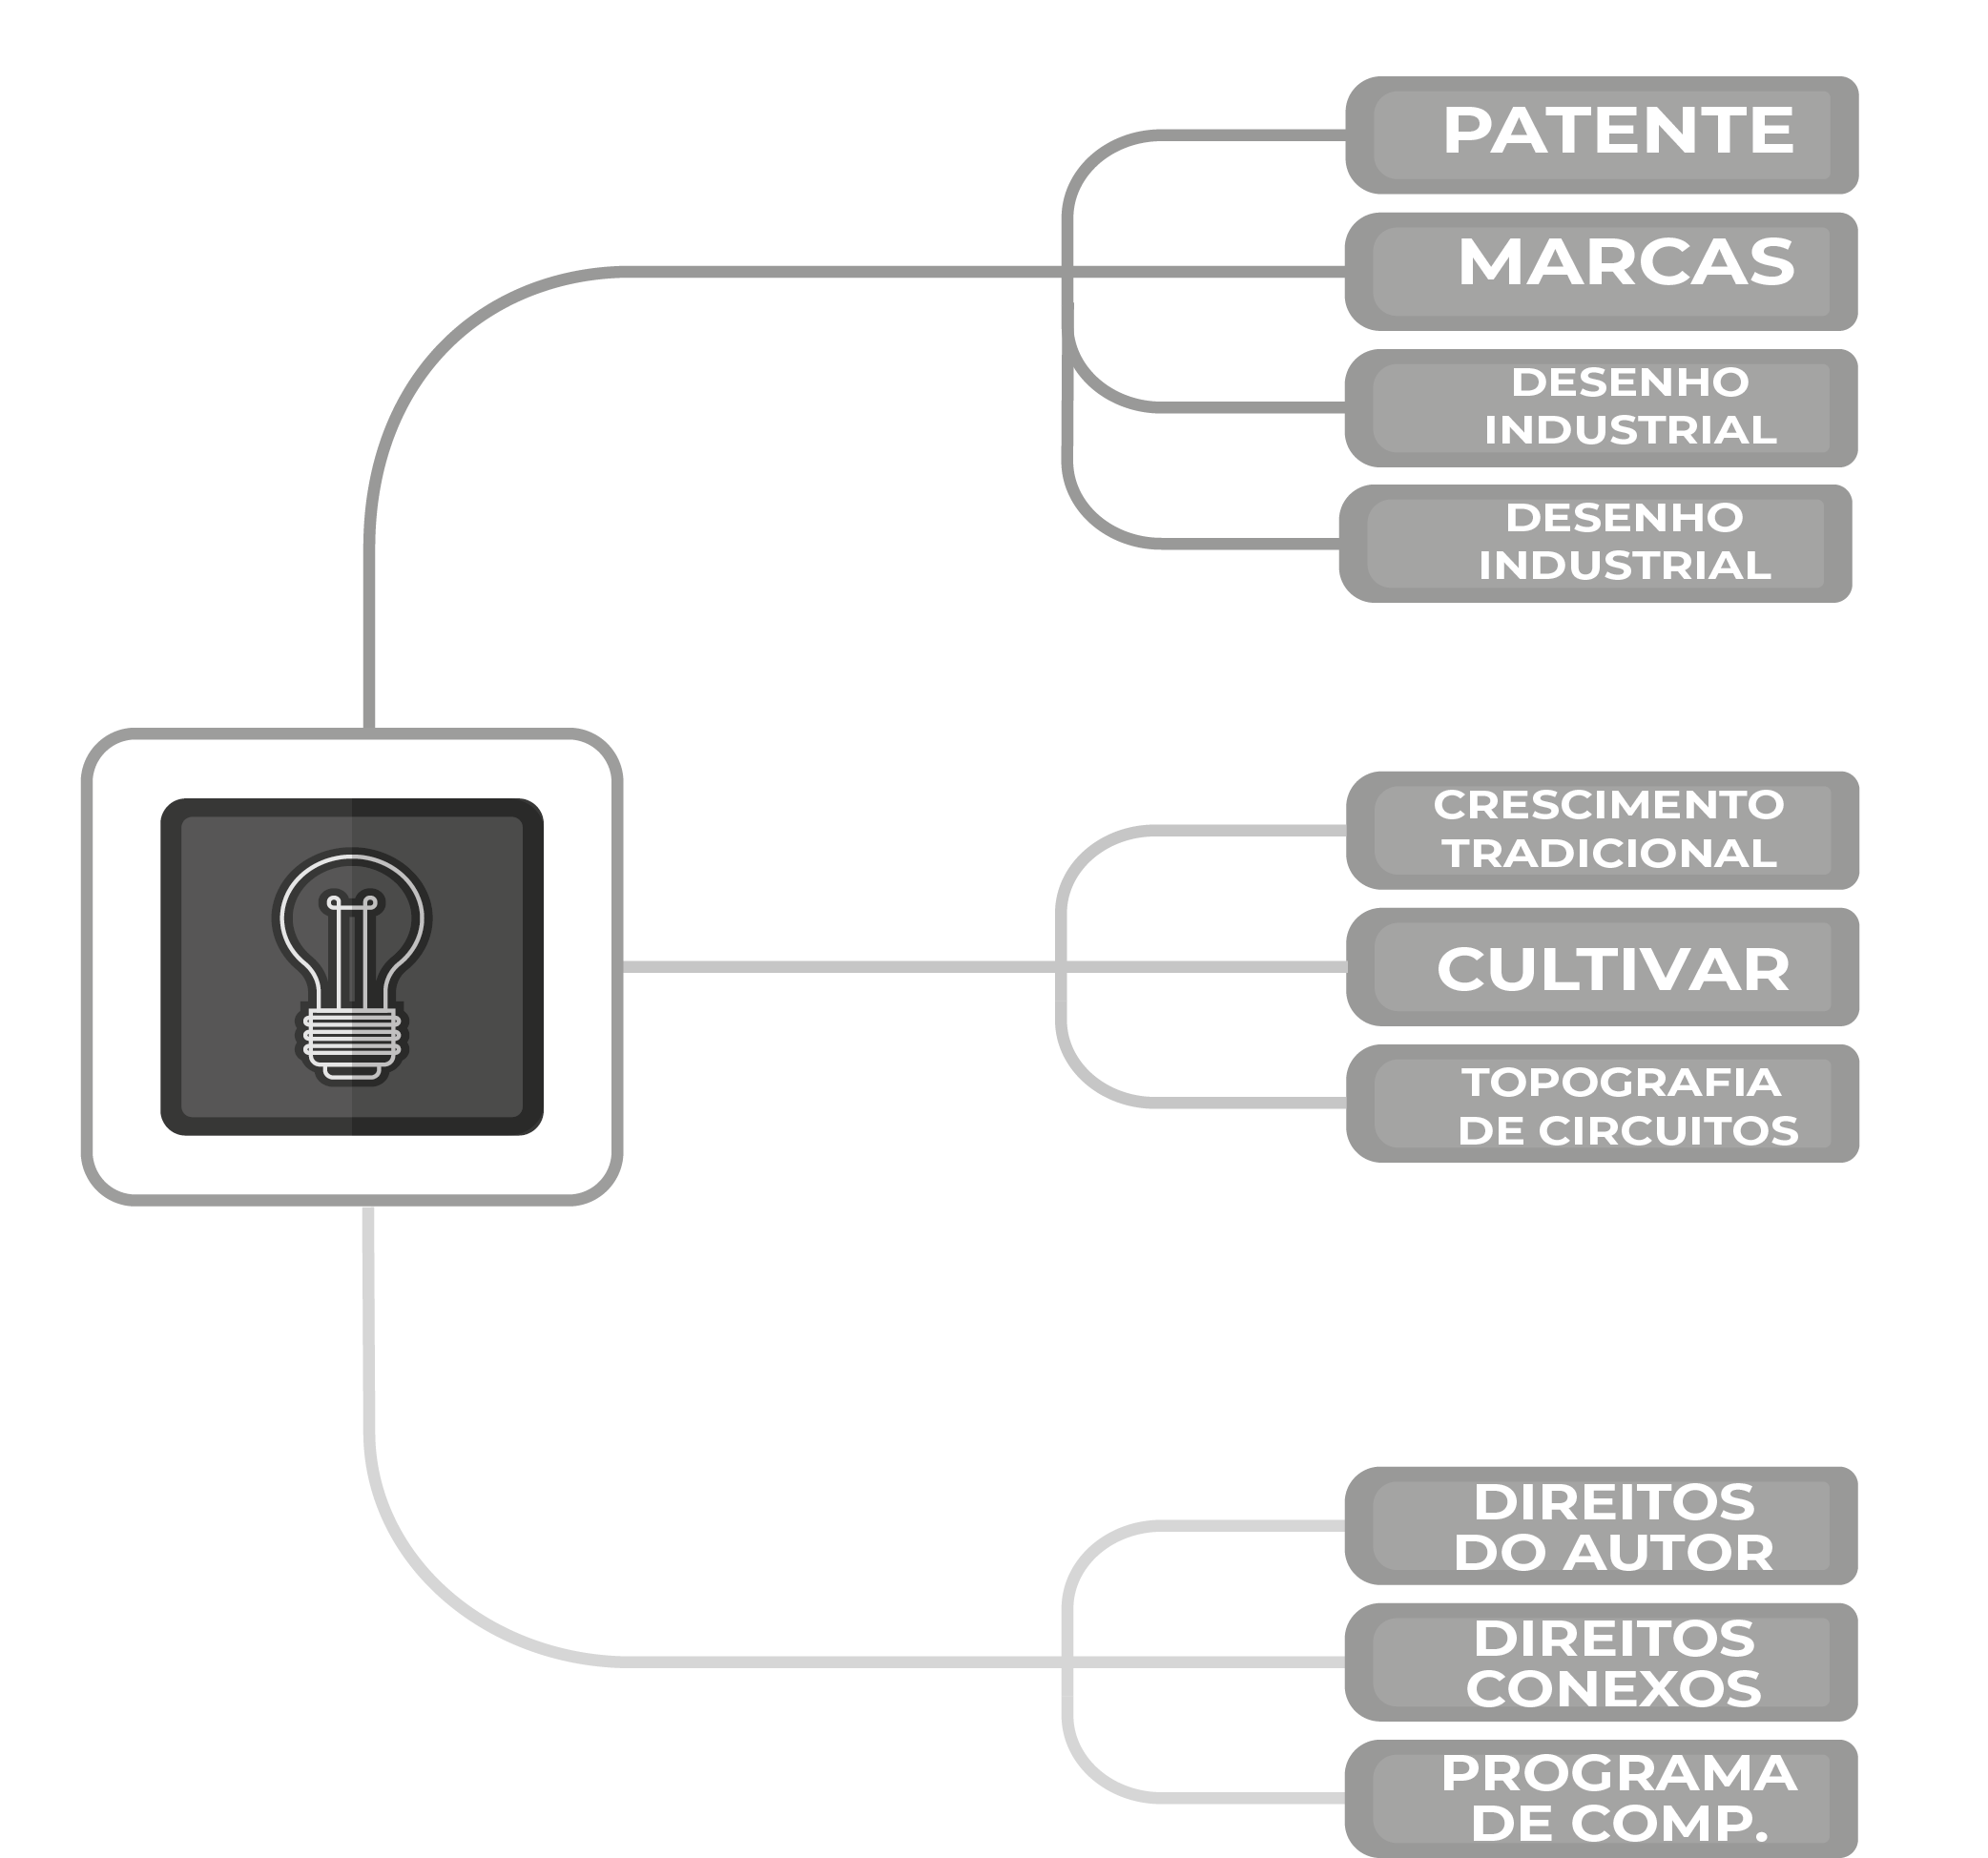 PATENTE
MARCAS
DESENHO
INDUSTRIAL
DESENHO
INDUSTRIAL
CRESCIMENTO
TRADICIONAL
CULTIVAR
TOPOGRAFIA
DE CIRCUITOS
DIREITOS
DO AUTOR
DIREITOS
CONEXOS
PROGRAMA
DE COMP.